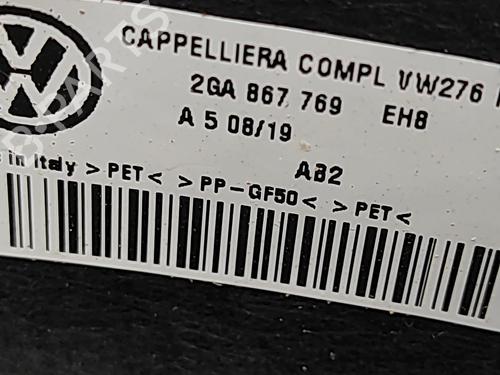 CAPPELLIERA COMPL VW276
2GA 867 769 EH8
A 5 08/19
AB2
in Italy >PET< >PP-GF50< >PET<